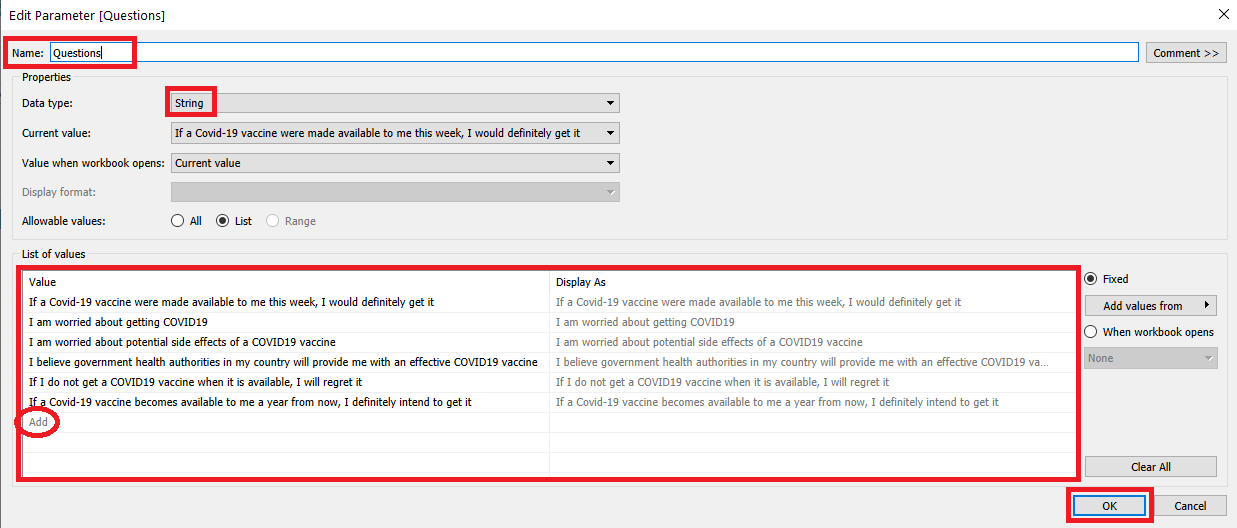 Edit Parameter [Questions]
Name: Questions Comment >>
Properties
Data type: String
Current value: If a Covid-19 vaccine were made available to me this week, I would definitely get it
Value when workbook opens: Current value
Display format:
Allowable values: All List Range
List of values
Value Display As
Fixed
If a Covid-19 vaccine were made available to me this week, I would definitely get it If a Covid-19 vaccine were made available to me this week, I would definitely get it
Add values from
I am worried about getting COVID19 I am worried about getting COVID19
When workbook opens
I am worried about potential side effects of a COVID19 vaccine I am worried about potential side effects of a COVID19 vaccine
I believe government health authorities in my country will provide me with an effective COVID19 vaccine I believe government health authorities in my country will provide me with an effective COVID19 va...
None
If I do not get a COVID19 vaccine when it is available, I will regret it If I do not get a COVID19 vaccine when it is available, I will regret it
If a Covid-19 vaccine becomes available to me a year from now, I definitely intend to get it If a Covid-19 vaccine becomes available to me a year from now, I definitely intend to get it
Add
Clear All
OK Cancel